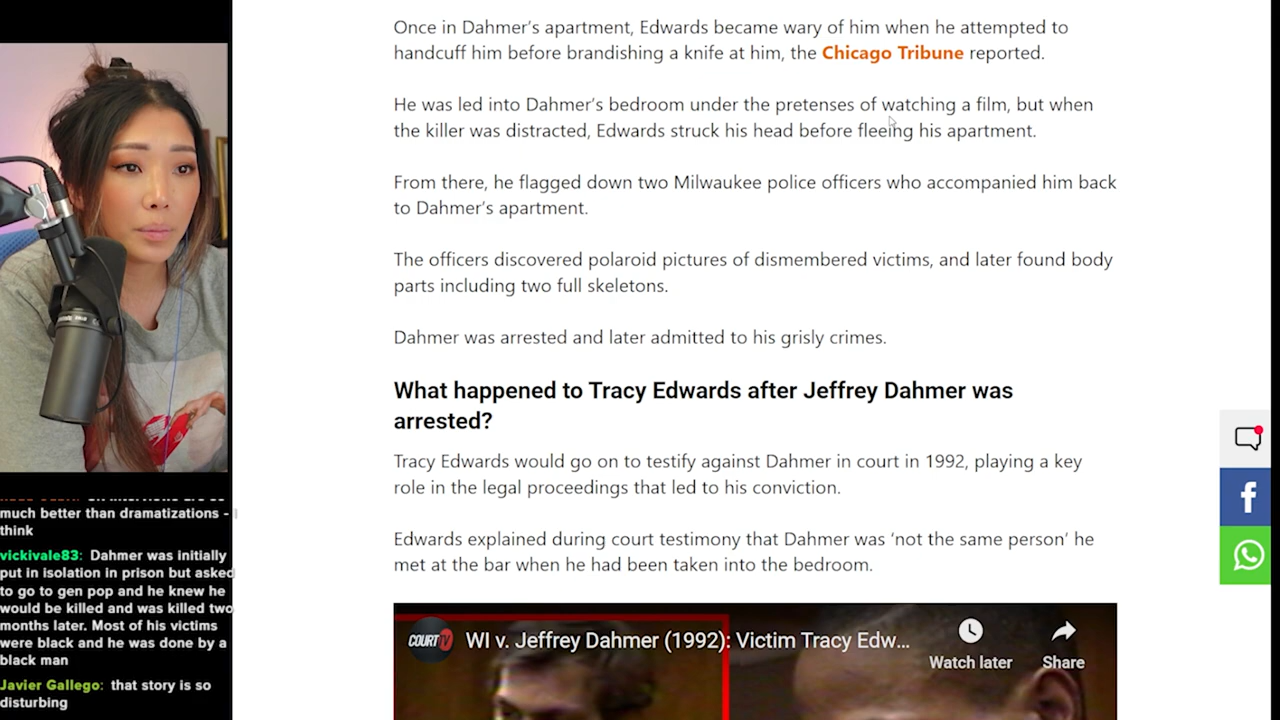 Once in Dahmer's apartment, Edwards became wary of him when he attempted to
handcuff him before brandishing a knife at him, the Chicago Tribune reported.
He was led into Dahmer's bedroom under the pretenses of watching a film, but when
the killer was distracted, Edwards struck his head before fleeing his apartment.
From there, he flagged down two Milwaukee police officers who accompanied him back
to Dahmer's apartment.
The officers discovered polaroid pictures of dismembered victims, and later found body
parts including two full skeletons.
Dahmer was arrested and later admitted to his grisly crimes.
What happened to Tracy Edwards after Jeffrey Dahmer was
arrested?
Tracy Edwards would go on to testify against Dahmer in court in 1992, playing a key
role in the legal proceedings that led to his conviction.
Edwards explained during court testimony that Dahmer was ‘not the same person’ he
met at the bar when he had been taken into the bedroom.
COURT TV
WI v. Jeffrey Dahmer (1992): Victim Tracy Edw...
Watch later
Share
much better than dramatizations -
think
vickivale83: Dahmer was initially
put in isolation in prison but asked
to go to gen pop and he knew he
would be killed and was killed two
months later. Most of his victims
were black and he was done by a
black man
Javier Gallego: that story is so
disturbing